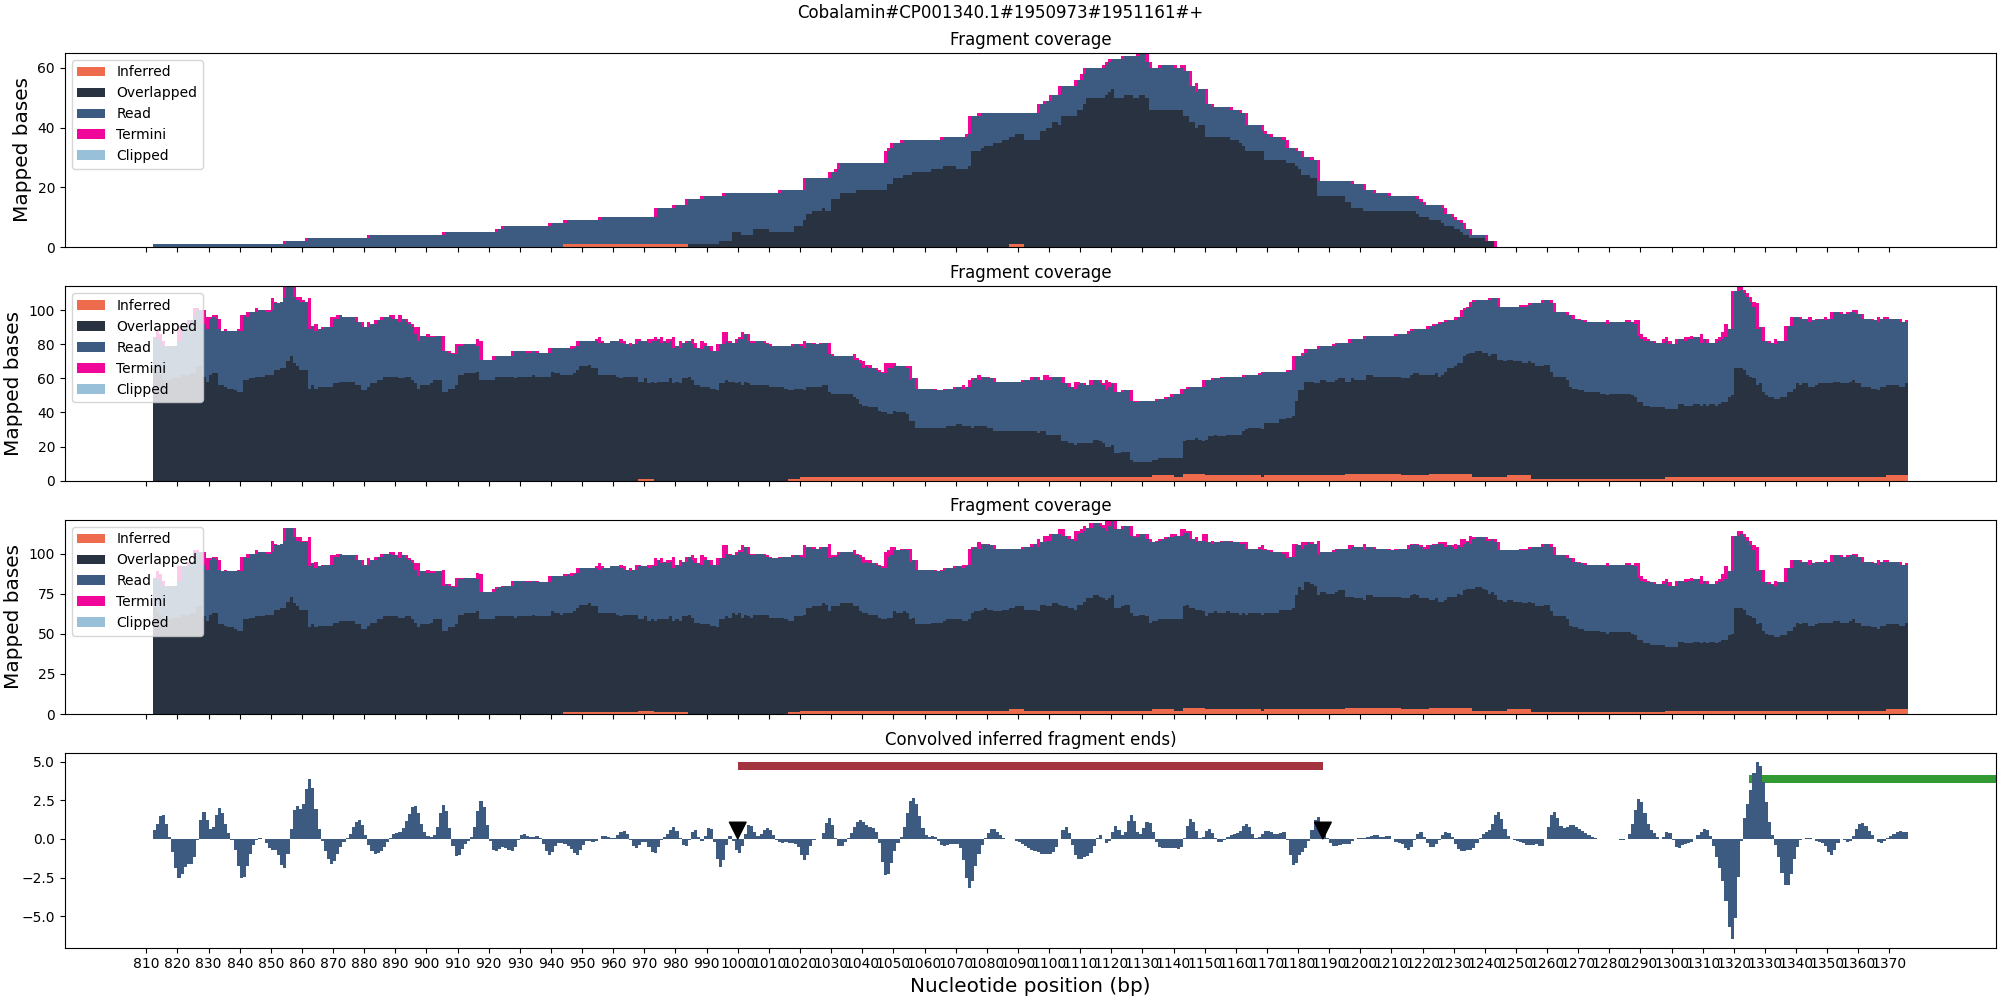 Cobalamin#CP001340.1#1950973#1951161#+
Fragment coverage
Mapped bases
60
40
20
0
Inferred
Overlapped
Read
Termini
Clipped
Fragment coverage
Mapped bases
100
80
60
40
20
0
Inferred
Overlapped
Read
Termini
Clipped
Fragment coverage
Mapped bases
100
75
50
25
0
Inferred
Overlapped
Read
Termini
Clipped
Convolved inferred fragment ends)
5.0
2.5
0.0
−2.5
−5.0
810 820 830 840 850 860 870 880 890 900 910 920 930 940 950 960 970 980 990 1000 1010 1020 1030 1040 1050 1060 1070 1080 1090 1100 1110 1120 1130 1140 1150 1160 1170 1180 1190 1200 1210 1220 1230 1240 1250 1260 1270 1280 1290 1300 1310 1320 1330 1340 1350 1360 1370
Nucleotide position (bp)